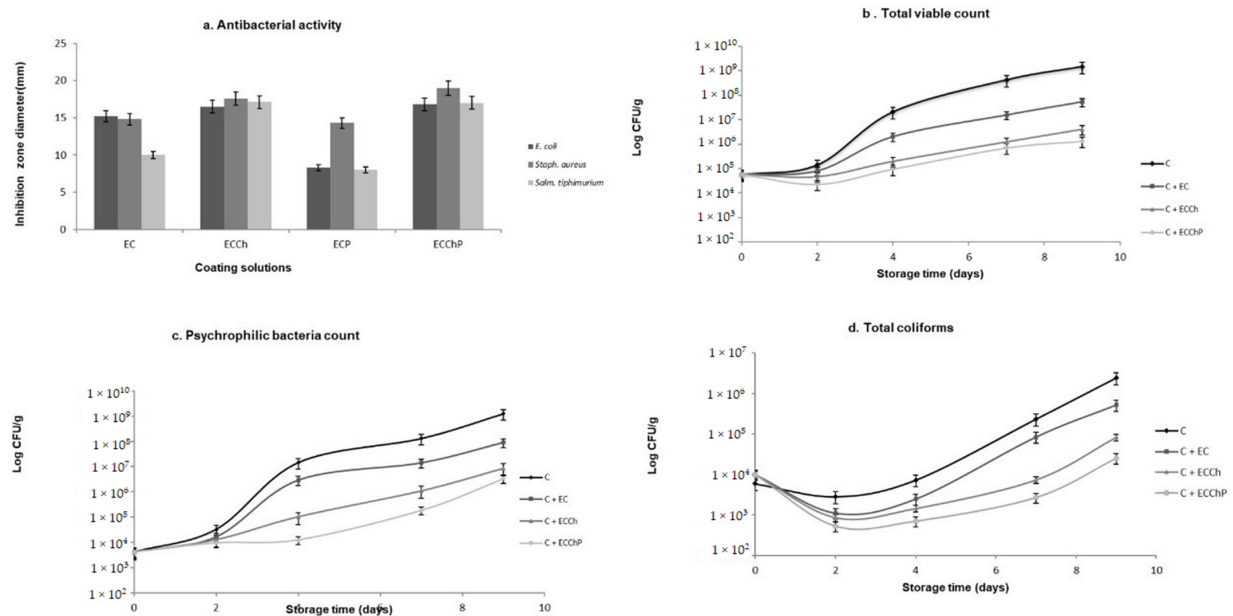 a. Antibacterial activity
Inhibition zone diameter(mm)
25
20
15
10
5
0
EC
ECCh
ECP
ECChP
Coating solutions
E. coli
Staph. aureus
Salm. tiphimurium
b . Total viable count
Log CFU/g
1 × 10¹⁰
1 × 10⁹
1 × 10⁸
1 × 10⁷
1 × 10⁶
1 × 10⁵
1 × 10⁴
1 × 10³
1 × 10²
0
2
4
6
8
10
Storage time (days)
C
C + EC
C + ECCh
C + ECChP
c. Psychrophilic bacteria count
Log CFU/g
1 × 10¹⁰
1 × 10⁹
1 × 10⁸
1 × 10⁷
1 × 10⁶
1 × 10⁵
1 × 10⁴
1 × 10³
1 × 10²
0
2
4
6
8
10
Storage time (days)
C
C + EC
C + ECCh
C + ECChP
d. Total coliforms
Log CFU/g
1 × 10⁷
1 × 10⁶
1 × 10⁵
1 × 10⁴
1 × 10³
1 × 10²
0
2
4
6
8
10
Storage time (days)
C
C + EC
C + ECCh
C + ECChP